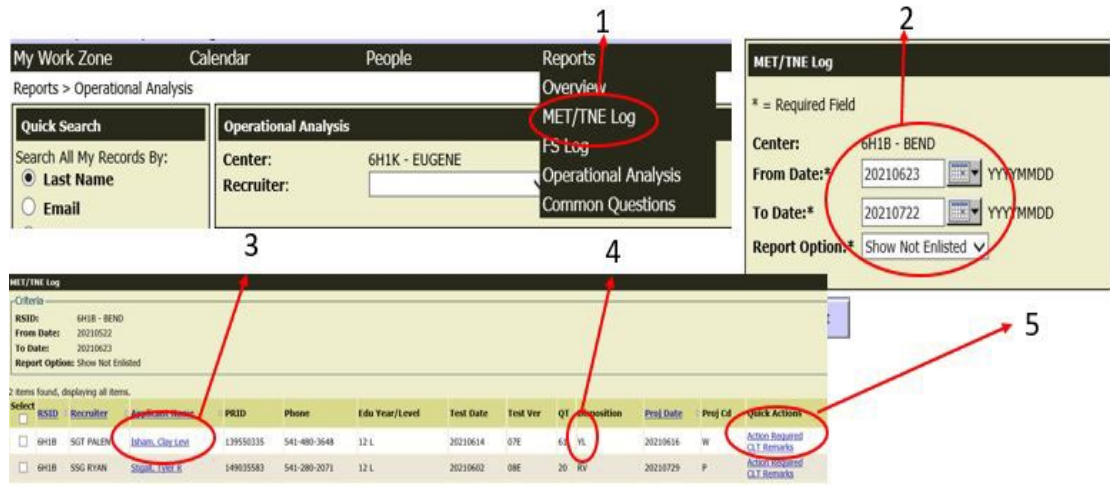 1
2
My Work Zone Calendar People Reports
Reports > Operational Analysis
Overview
MET/TNE Log
FS Log
Operational Analysis
Common Questions
Quick Search
Search All My Records By:
Last Name
Email
Operational Analysis
Center: 6H1K - EUGENE
Recruiter:
MET/TNE Log
* = Required Field
Center: 6H1B - BEND
From Date:* 20210623 YYYYMMDD
To Date:* 20210722 YYYYMMDD
Report Option:* Show Not Enlisted
3
4
5
MET/TNE Log
Criteria
RSID: 6H1B - BEND
From Date: 20210522
To Date: 20210623
Report Option: Show Not Enlisted
2 items found, displaying all items.
Select RSID Recruiter Applicant Name PRID Phone Edu Year/Level Test Date Test Ver QT Disposition Proj Date Proj Cd Quick Actions
6H1B SGT PALEN Isham, Clay Levi 139550335 541-480-3648 12 L 20210614 07E 61 YL 20210616 W Action Required
CLT Remarks
6H1B SSG RYAN Stigall, Tyler R 149035583 541-280-2071 12 L 20210602 08E 20 RV 20210729 P Action Required
CLT Remarks